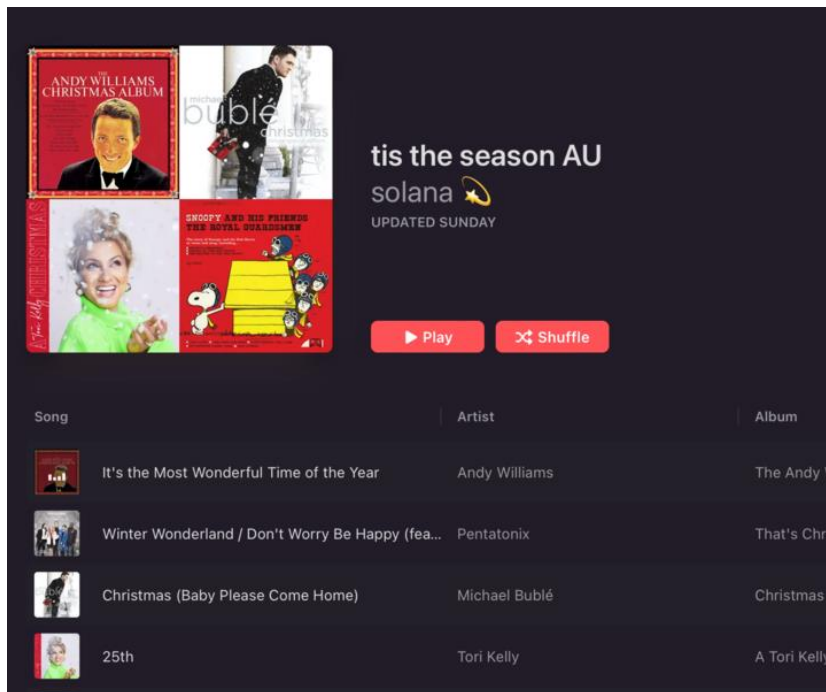 THE
ANDY WILLIAMS
CHRISTMAS ALBUM
michael
bublé
christmas
A Tori Kelly CHRISTMAS
SNOOPY AND HIS FRIENDS
THE ROYAL GUARDSMEN
tis the season AU
solana 💫
UPDATED SUNDAY
Play
Shuffle
Song Artist Album
It's the Most Wonderful Time of the Year Andy Williams The Andy
Winter Wonderland / Don't Worry Be Happy (fea... Pentatonix That's Chr
Christmas (Baby Please Come Home) Michael Bublé Christmas
25th Tori Kelly A Tori Kelly